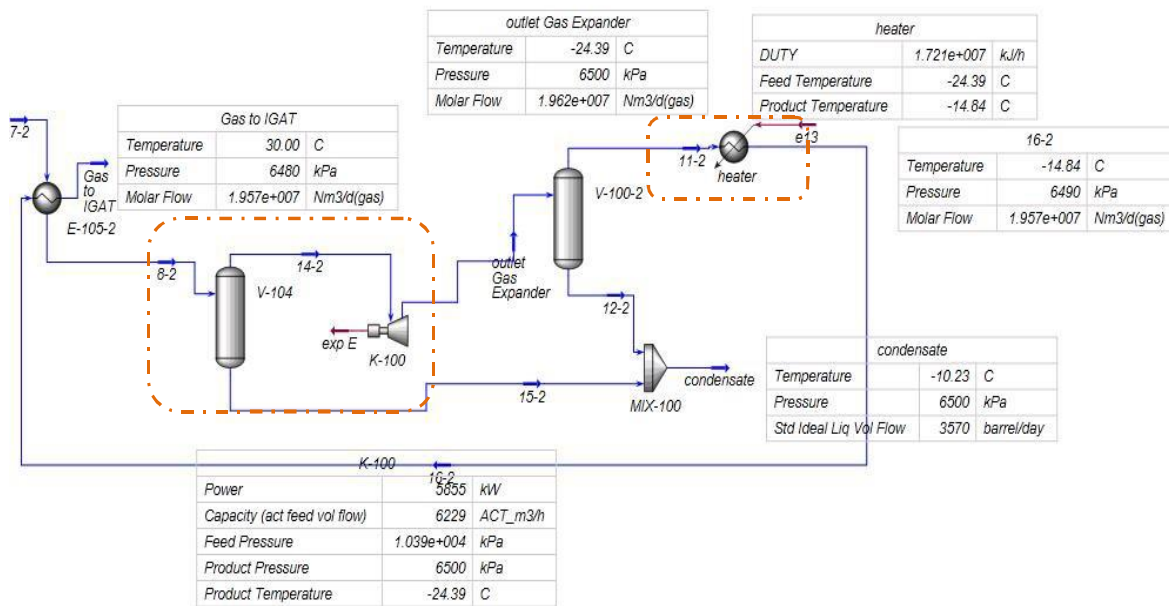 outlet Gas Expander
Temperature -24.39 C
Pressure 6500 kPa
Molar Flow 1.962e+007 Nm3/d(gas)
heater
DUTY 1.721e+007 kJ/h
Feed Temperature -24.39 C
Product Temperature -14.84 C
7-2
Gas to IGAT
Temperature 30.00 C
Pressure 6480 kPa
Molar Flow 1.957e+007 Nm3/d(gas)
e13
11-2
heater
16-2
Temperature -14.84 C
Pressure 6490 kPa
Molar Flow 1.957e+007 Nm3/d(gas)
Gas
to
IGAT
E-105-2
V-100-2
8-2
14-2
V-104
outlet
Gas
Expander
12-2
exp E
K-100
condensate
MIX-100
15-2
condensate
Temperature -10.23 C
Pressure 6500 kPa
Std Ideal Liq Vol Flow 3570 barrel/day
K-100
16-2
Power 5855 kW
Capacity (act feed vol flow) 6229 ACT_m3/h
Feed Pressure 1.039e+004 kPa
Product Pressure 6500 kPa
Product Temperature -24.39 C